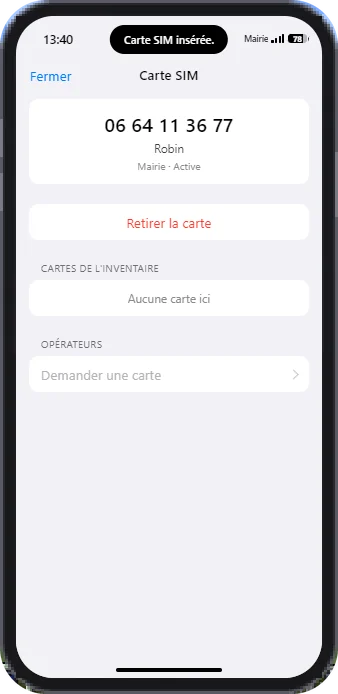 13:40
Carte SIM insérée.
Mairie
78
Fermer
Carte SIM
06 64 11 36 77
Robin
Mairie · Active
Retirer la carte
CARTES DE L'INVENTAIRE
Aucune carte ici
OPÉRATEURS
Demander une carte